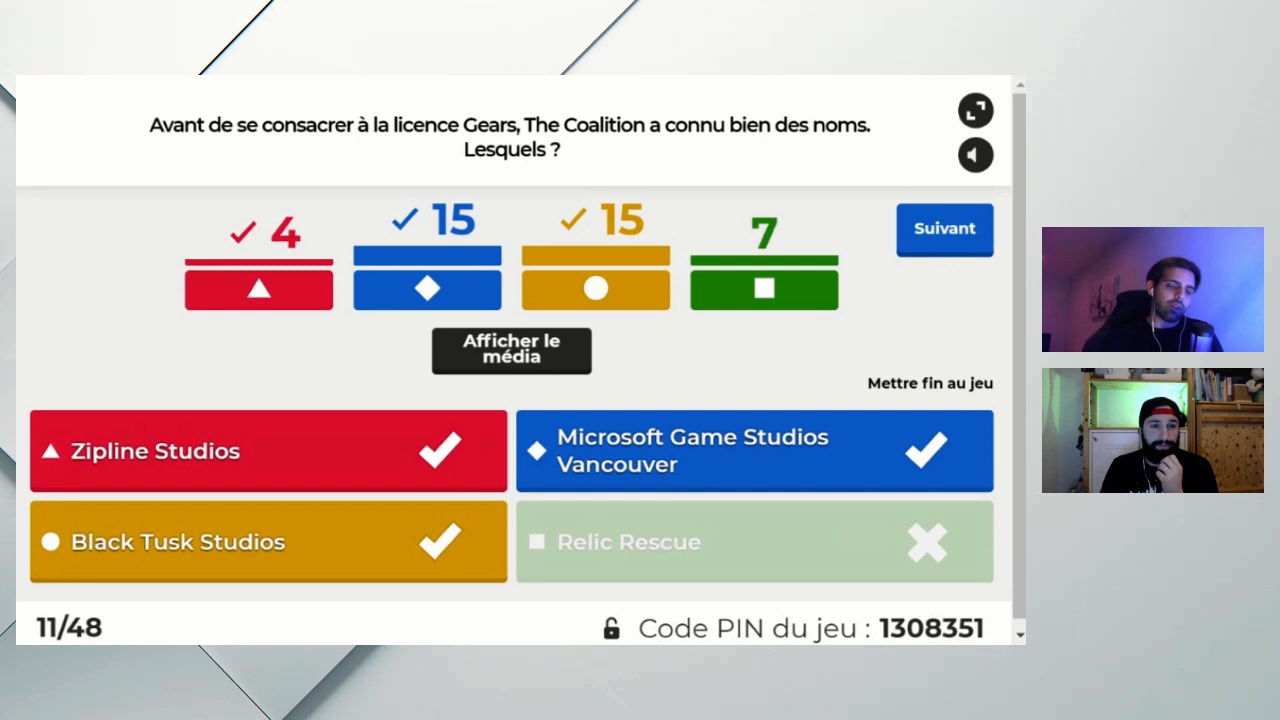 Avant de se consacrer à la licence Gears, The Coalition a connu bien des noms.
Lesquels ?
4
15
15
7
Suivant
Afficher le
média
Mettre fin au jeu
Zipline Studios
Microsoft Game Studios
Vancouver
Black Tusk Studios
Relic Rescue
11/48
Code PIN du jeu : 1308351